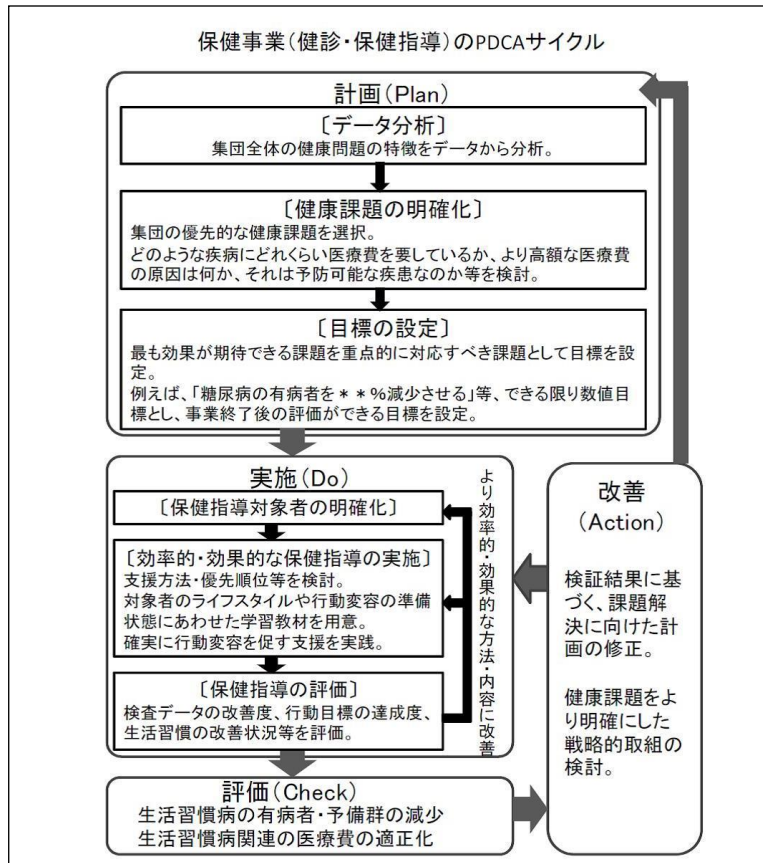 保健事業(健診・保健指導)のPDCAサイクル
計画(Plan)
〔データ分析〕
集団全体の健康問題の特徴をデータから分析。
〔健康課題の明確化〕
集団の優先的な健康課題を選択。
どのような疾病にどれくらい医療費を要しているか、より高額な医療費
の原因は何か、それは予防可能な疾患なのか等を検討。
〔目標の設定〕
最も効果が期待できる課題を重点的に対応すべき課題として目標を設
定。
例えば、「糖尿病の有病者を**%減少させる」等、できる限り数値目
標とし、事業終了後の評価ができる目標を設定。
実施(Do)
〔保健指導対象者の明確化〕
〔効率的・効果的な保健指導の実施〕
支援方法・優先順位等を検討。
対象者のライフスタイルや行動変容の準備
状態にあわせた学習教材を用意。
確実に行動変容を促す支援を実践。
〔保健指導の評価〕
検査データの改善度、行動目標の達成度、
生活習慣の改善状況等を評価。
より効率的・効果的な方法・内容に改善
評価(Check)
生活習慣病の有病者・予備群の減少
生活習慣病関連の医療費の適正化
改善
(Action)
検証結果に基
づく、課題解
決に向けた計
画の修正。
健康課題をよ
り明確にした
戦略的取組の
検討。